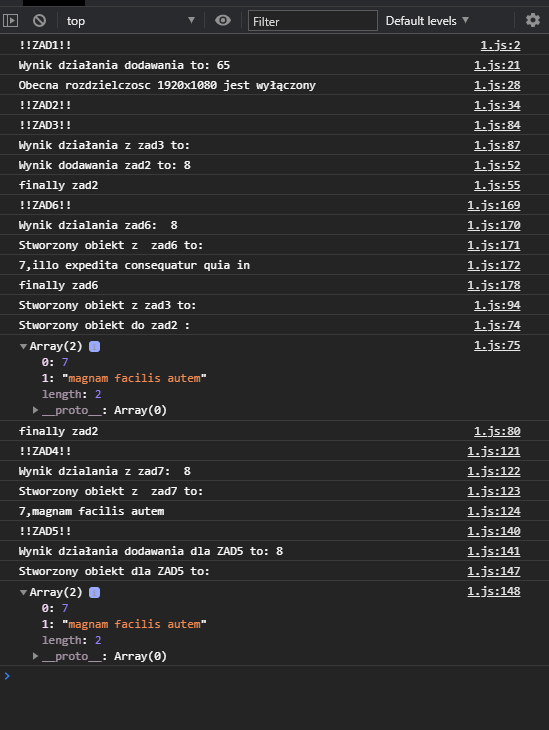 top Filter Default levels
!!ZAD1!! 1.js:2
Wynik działania dodawania to: 65 1.js:21
Obecna rozdzielczosc 1920x1080 jest wyłączony 1.js:28
!!ZAD2!! 1.js:34
!!ZAD3!! 1.js:84
Wynik działania z zad3 to: 1.js:87
Wynik dodawania zad2 to: 8 1.js:52
finally zad2 1.js:55
!!ZAD6!! 1.js:169
Wynik dzialania zad6:  8 1.js:170
Stworzony obiekt z  zad6 to: 1.js:171
7,illo expedita consequatur quia in 1.js:172
finally zad6 1.js:178
Stworzony obiekt z zad3 to: 1.js:94
Stworzony obiekt do zad2 : 1.js:74
Array(2) i 1.js:75
0: 7
1: "magnam facilis autem"
length: 2
__proto__: Array(0)
finally zad2 1.js:80
!!ZAD4!! 1.js:121
Wynik dzialania z zad7:  8 1.js:122
Stworzony obiekt z  zad7 to: 1.js:123
7,magnam facilis autem 1.js:124
!!ZAD5!! 1.js:140
Wynik działania dodawania dla ZAD5 to: 8 1.js:141
Stworzony obiekt dla ZAD5 to: 1.js:147
Array(2) i 1.js:148
0: 7
1: "magnam facilis autem"
length: 2
__proto__: Array(0)